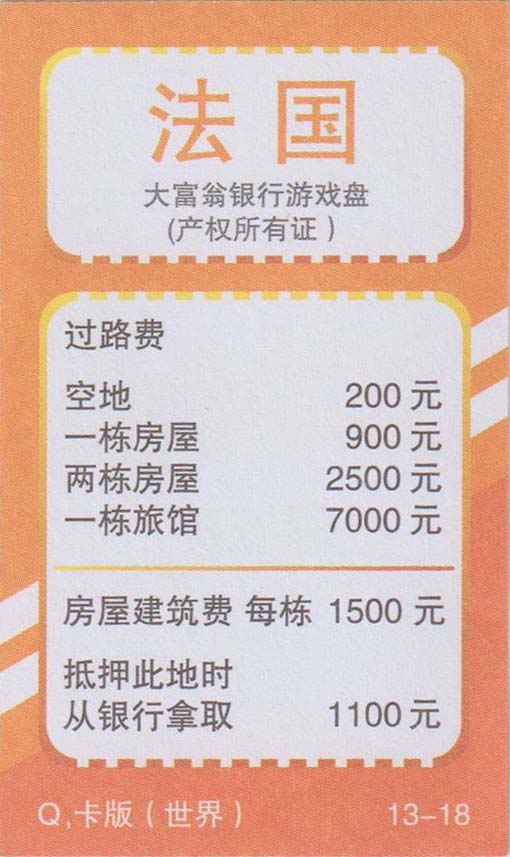 法国
大富翁银行游戏盘
(产权所有证)
过路费
空地 200元
一栋房屋 900元
两栋房屋 2500元
一栋旅馆 7000元
房屋建筑费 每栋 1500 元
抵押此地时
从银行拿取 1100元
Q,卡版(世界) 13-18